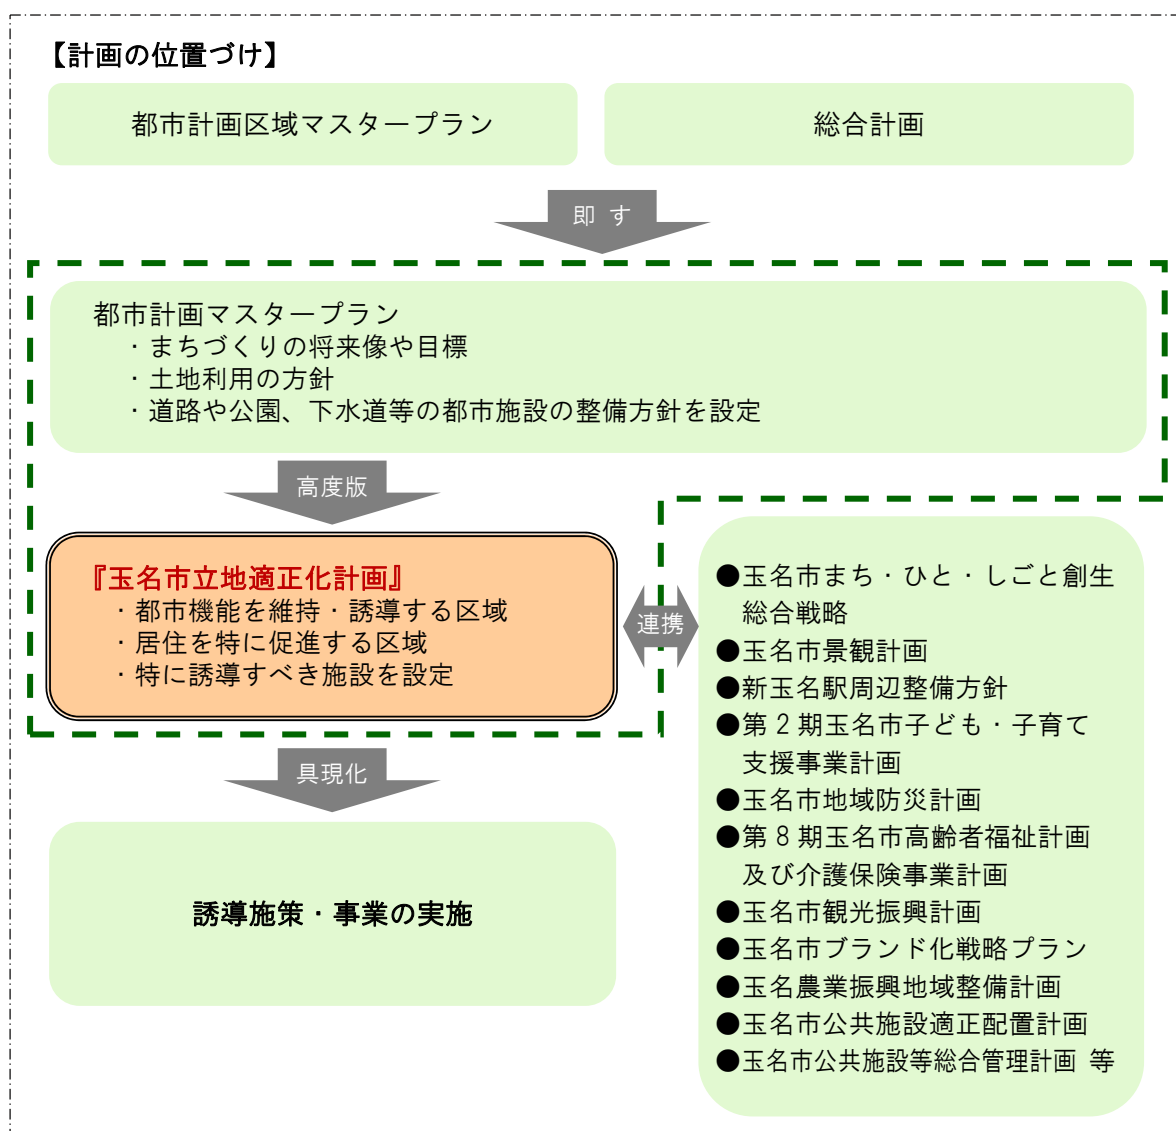 【計画の位置づけ】
都市計画区域マスタープラン
総合計画
即 す
都市計画マスタープラン
・まちづくりの将来像や目標
・土地利用の方針
・道路や公園、下水道等の都市施設の整備方針を設定
高度版
『玉名市立地適正化計画』
・都市機能を維持・誘導する区域
・居住を特に促進する区域
・特に誘導すべき施設を設定
連携
●玉名市まち・ひと・しごと創生
総合戦略
●玉名市景観計画
●新玉名駅周辺整備方針
●第2期玉名市子ども・子育て
支援事業計画
●玉名市地域防災計画
●第8期玉名市高齢者福祉計画
及び介護保険事業計画
●玉名市観光振興計画
●玉名市ブランド化戦略プラン
●玉名農業振興地域整備計画
●玉名市公共施設適正配置計画
●玉名市公共施設等総合管理計画 等
具現化
誘導施策・事業の実施